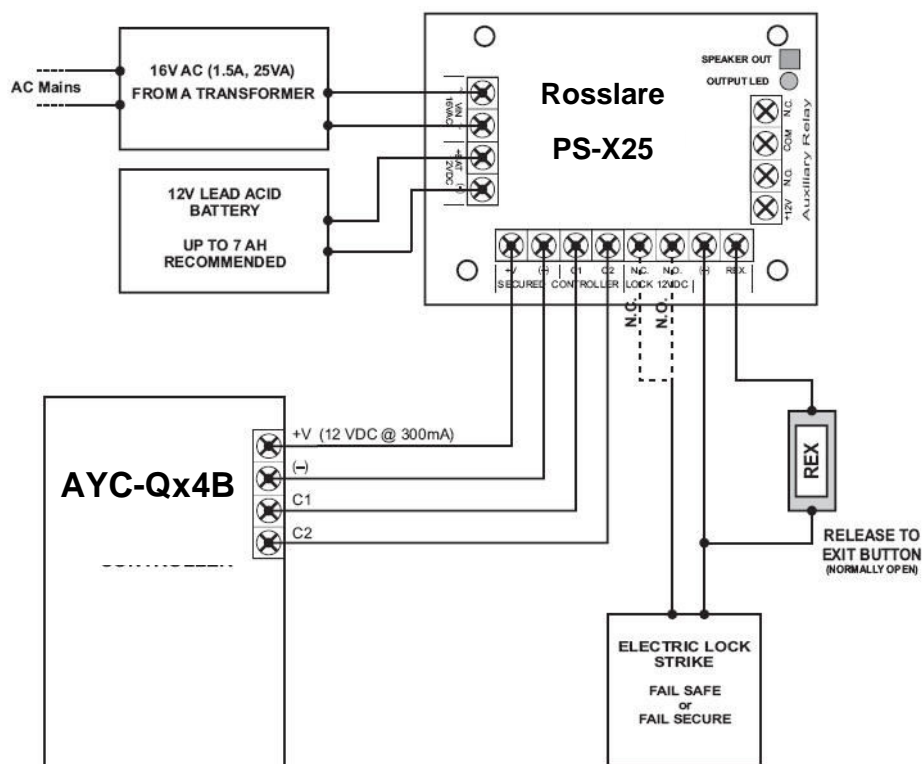 AC Mains
16V AC (1.5A, 25VA)
FROM A TRANSFORMER
12V LEAD ACID
BATTERY
UP TO 7 AH
RECOMMENDED
VIN
16VAC
+BAT
12VDC
(-)
Rosslare
PS-X25
SPEAKER OUT
OUTPUT LED
N.C.
COM
N.O.
+12V
Auxiliary Relay
+V (–) C1 C2 N.C. N.O. (–) REX.
SECURED CONTROLLER LOCK 12VDC
N.C.
N.O.
AYC-Qx4B
+V (12 VDC @ 300mA)
(–)
C1
C2
REX
RELEASE TO
EXIT BUTTON
(NORMALLY OPEN)
ELECTRIC LOCK
STRIKE
FAIL SAFE
or
FAIL SECURE